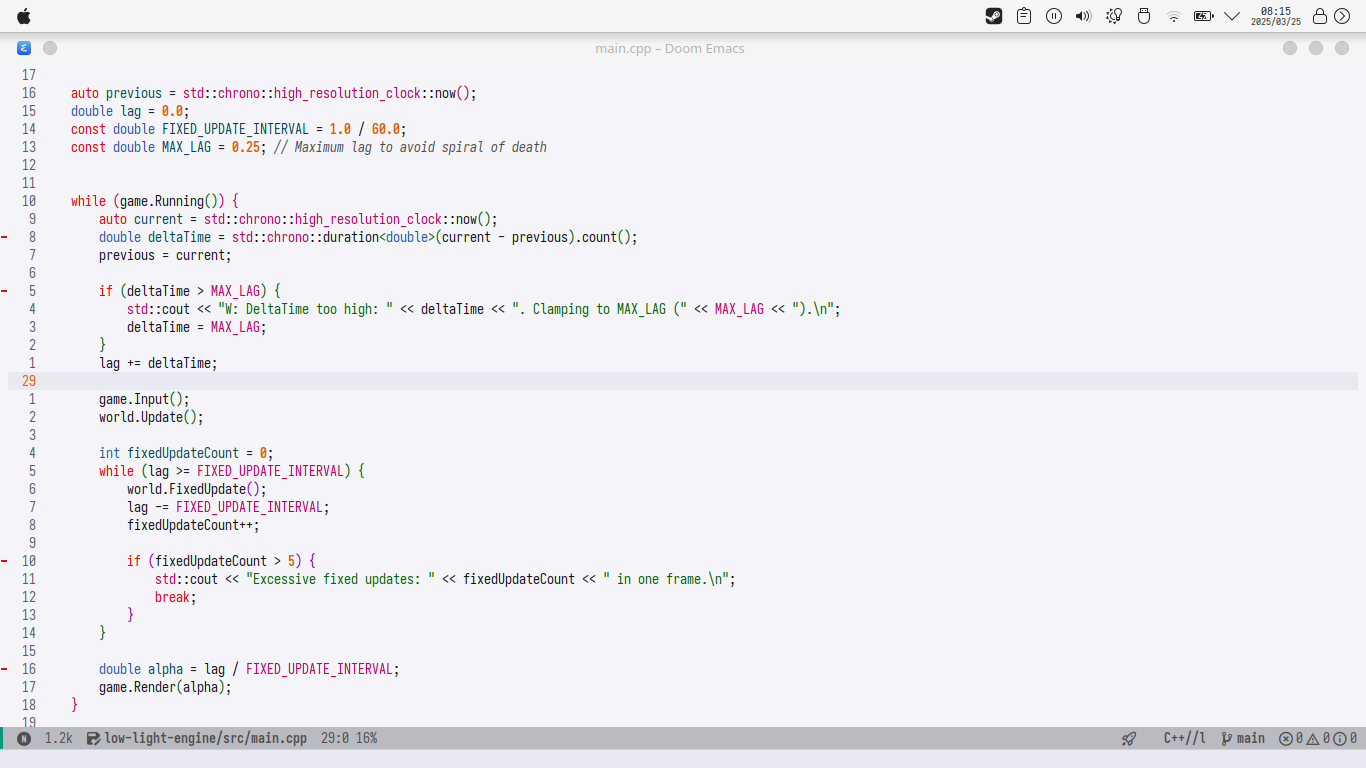 08:15
2025/03/25
main.cpp – Doom Emacs
17
16 auto previous = std::chrono::high_resolution_clock::now();
15 double lag = 0.0;
14 const double FIXED_UPDATE_INTERVAL = 1.0 / 60.0;
13 const double MAX_LAG = 0.25; // Maximum lag to avoid spiral of death
12
11
10 while (game.Running()) {
9 auto current = std::chrono::high_resolution_clock::now();
8 double deltaTime = std::chrono::duration<double>(current - previous).count();
7 previous = current;
6
5 if (deltaTime > MAX_LAG) {
4 std::cout << "W: DeltaTime too high: " << deltaTime << ". Clamping to MAX_LAG (" << MAX_LAG << ").\n";
3 deltaTime = MAX_LAG;
2 }
1 lag += deltaTime;
29
1 game.Input();
2 world.Update();
3
4 int fixedUpdateCount = 0;
5 while (lag >= FIXED_UPDATE_INTERVAL) {
6 world.FixedUpdate();
7 lag -= FIXED_UPDATE_INTERVAL;
8 fixedUpdateCount++;
9
10 if (fixedUpdateCount > 5) {
11 std::cout << "Excessive fixed updates: " << fixedUpdateCount << " in one frame.\n";
12 break;
13 }
14 }
15
16 double alpha = lag / FIXED_UPDATE_INTERVAL;
17 game.Render(alpha);
18 }
19
N 1.2k low-light-engine/src/main.cpp 29:0 16% C++//l main 0 0 0